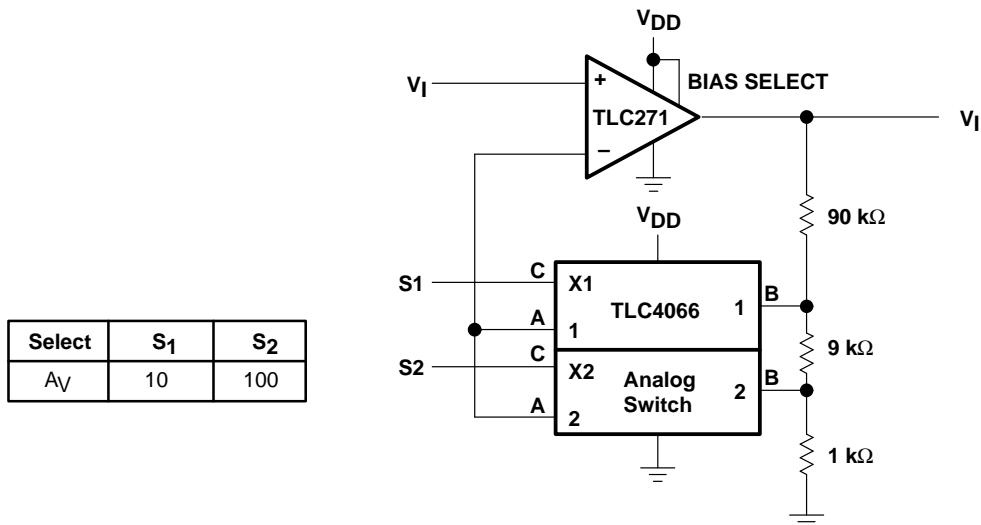 VDD
VI
+
BIAS SELECT
TLC271
VI
−
90 kΩ
VDD
S1
C
X1
TLC4066
1
B
A
1
9 kΩ
S2
C
X2
Analog
Switch
2
B
A
2
1 kΩ
Select S1 S2
AV 10 100